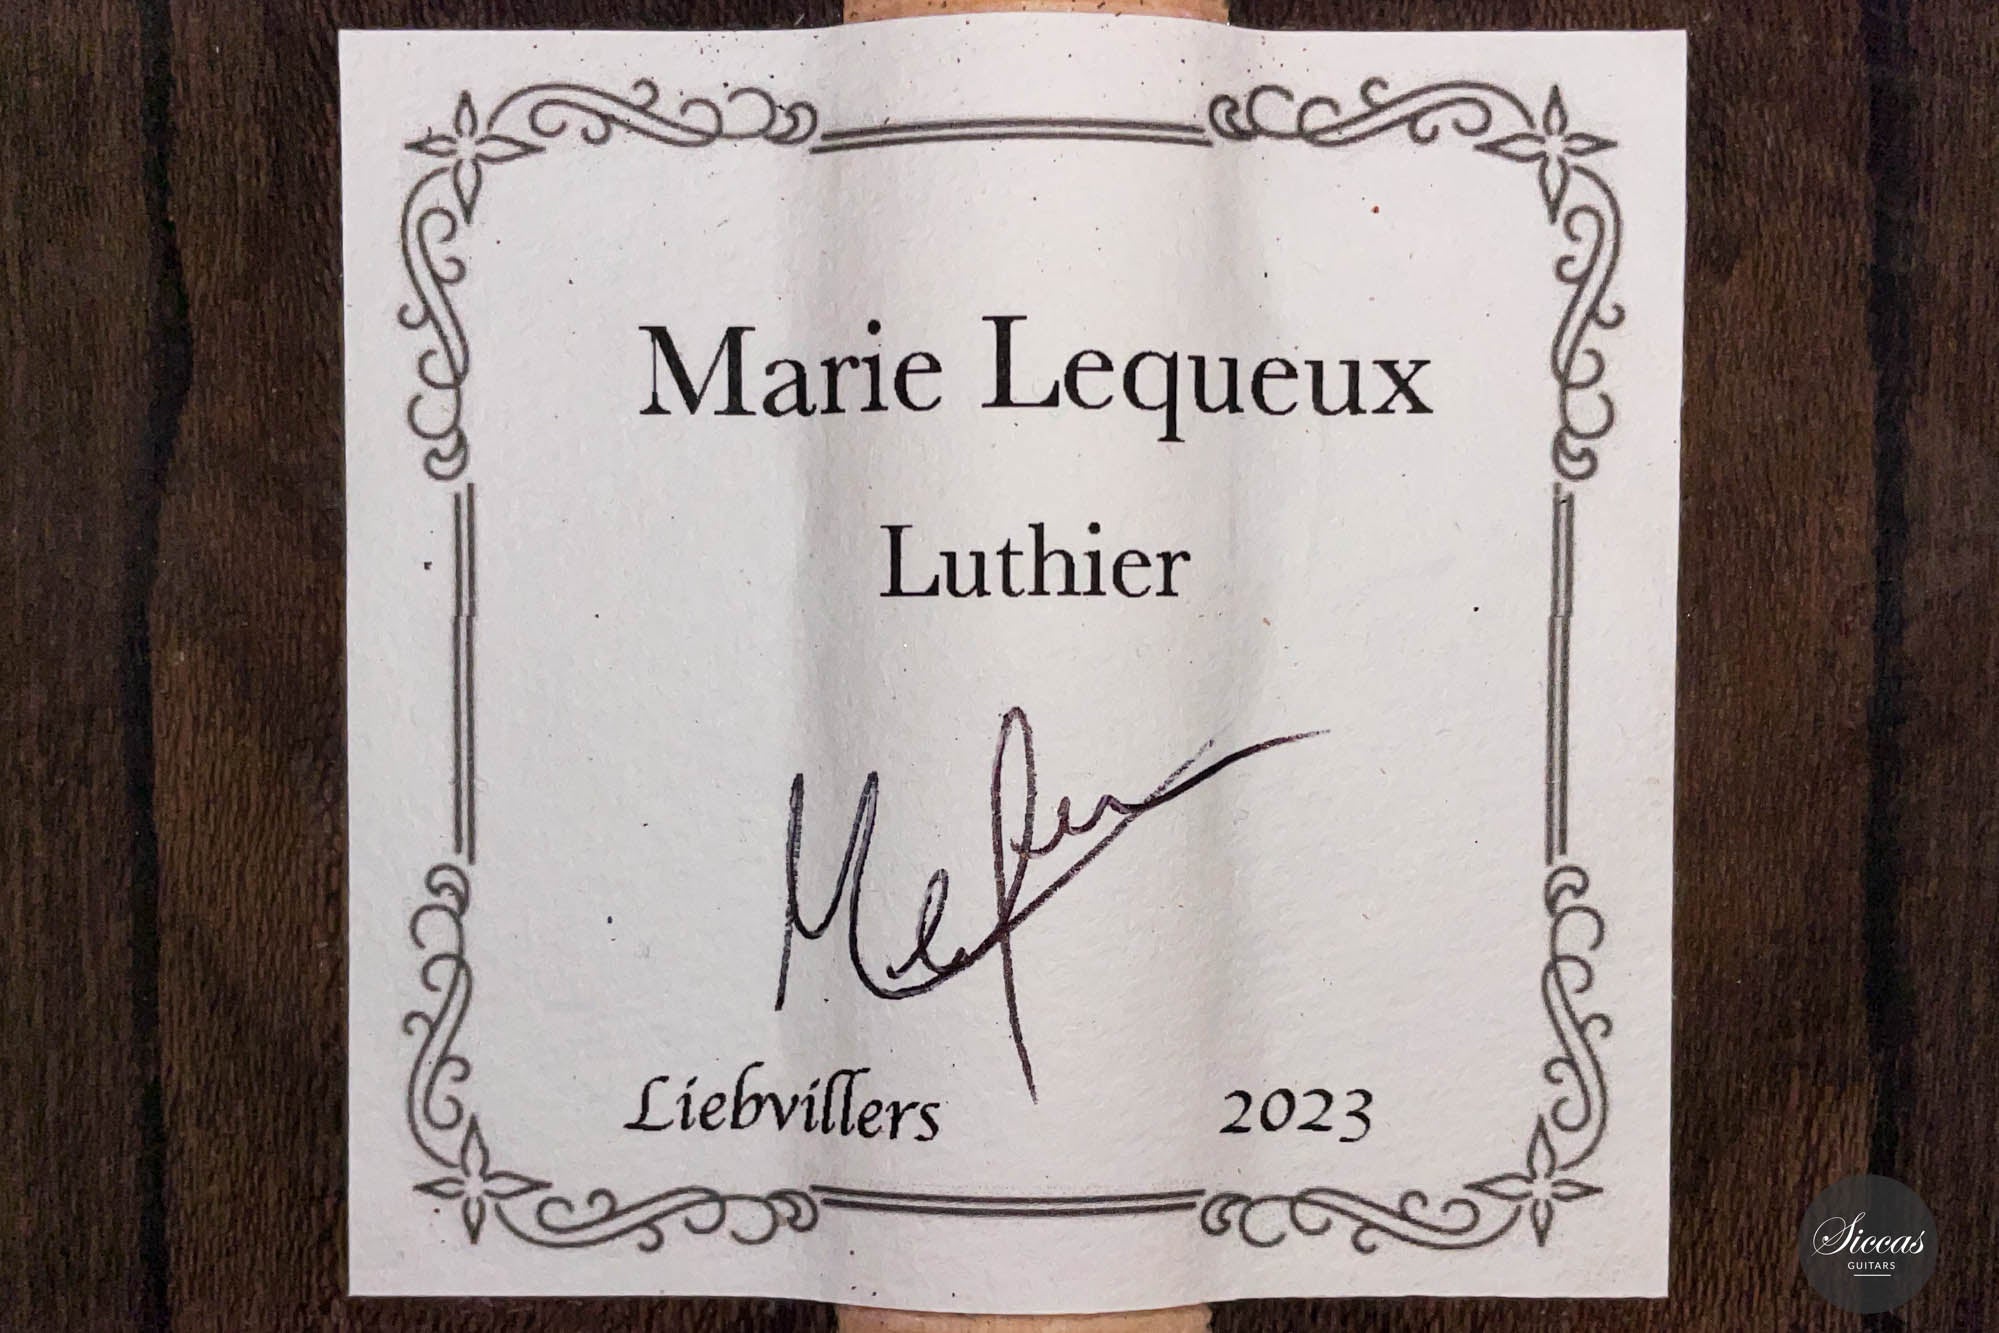 Marie Lequeux
Luthier
Liebvillers 2023
Siccas
GUITARS